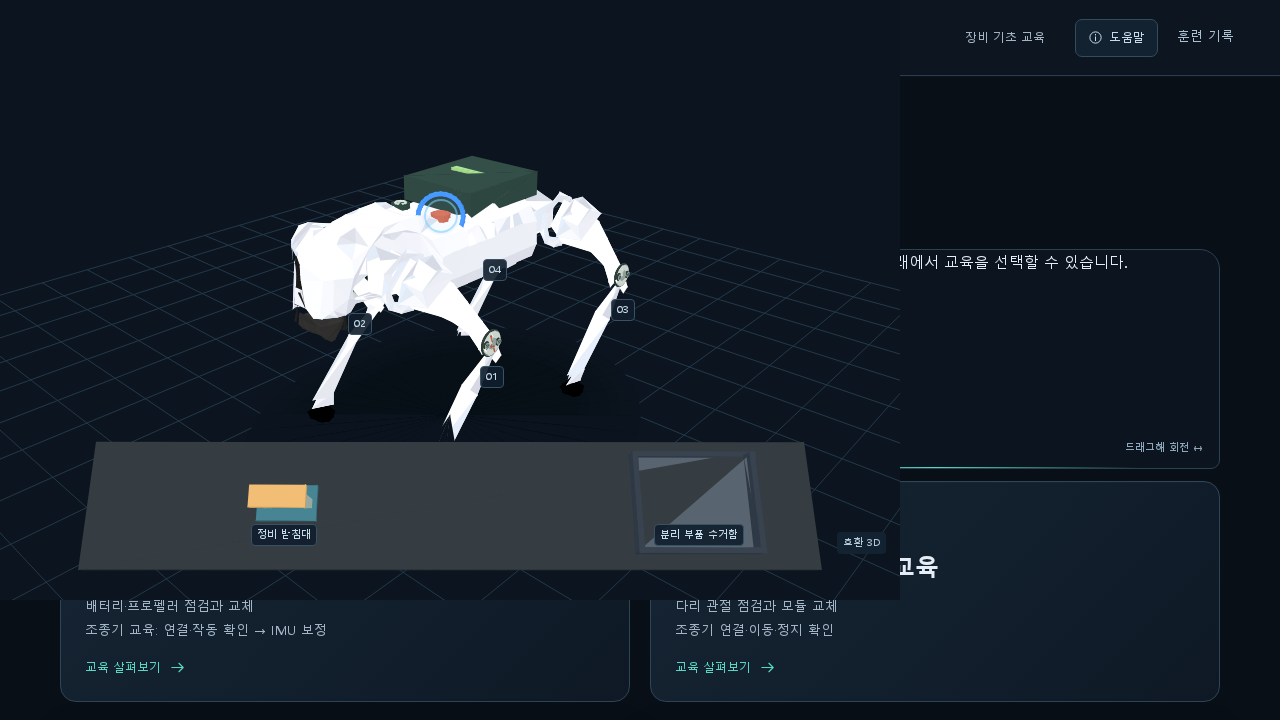 장비 기초 교육
도움말
훈련 기록
에서 교육을 선택할 수 있습니다.
04
03
02
01
드래그해 회전 ↔
정비 받침대
분리 부품 수거함
호환 3D
교육
배터리·프로펠러 점검과 교체
조종기 교육: 연결·작동 확인 → IMU 보정
교육 살펴보기 →
다리 관절 점검과 모듈 교체
조종기 연결·이동·정지 확인
교육 살펴보기 →